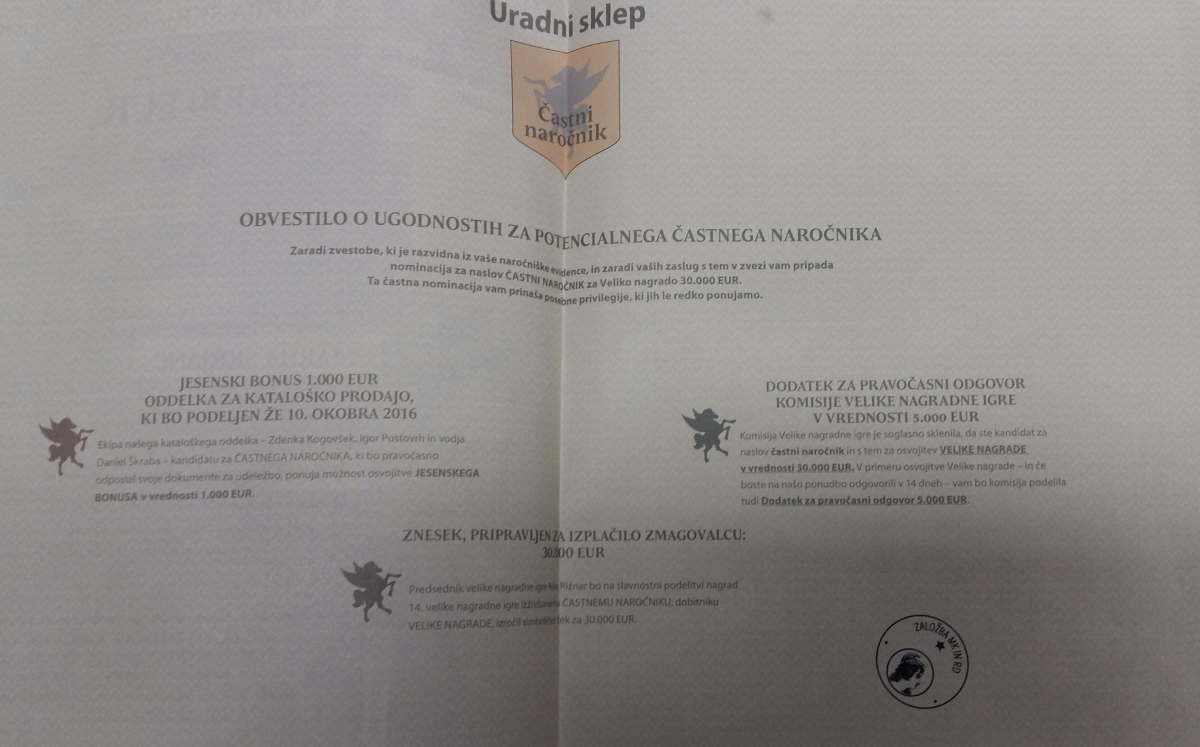 Uradni sklep
Častni
naročnik
OBVESTILO O UGODNOSTIH ZA POTENCIALNEGA ČASTNEGA NAROČNIKA
Zaradi zvestobe, ki je razvidna iz vaše naročniške evidence, in zaradi vaših zaslug s tem v zvezi vam pripada
nominacija za naslov ČASTNI NAROČNIK za Veliko nagrado 30.000 EUR.
Ta častna nominacija vam prinaša posebne privilegije, ki jih le redko ponujamo.
JESENSKI BONUS 1.000 EUR
ODDELKA ZA KATALOŠKO PRODAJO,
KI BO PODELJEN ŽE 10. OKOBRA 2016
Ekipa našega kataloškega oddelka – Zdenka Kogovšek, Igor Pustovrh in vodja
Daniel Škraba – kandidatu za ČASTNEGA NAROČNIKA, ki bo pravočasno
odposlal svoje dokumente za udeležbo, ponuja možnost osvojitve JESENSKEGA
BONUSA v vrednosti 1.000 EUR.
DODATEK ZA PRAVOČASNI ODGOVOR
KOMISIJE VELIKE NAGRADNE IGRE
V VREDNOSTI 5.000 EUR
Komisija Velike nagradne igre je soglasno sklenila, da ste kandidat za
naslov častni naročnik in s tem za osvojitev VELIKE NAGRADE
v vrednosti 30.000 EUR. V primeru osvojitve Velike nagrade – in če
boste na našo ponudbo odgovorili v 14 dneh – vam bo komisija podelila
tudi Dodatek za pravočasni odgovor 5.000 EUR.
ZNESEK, PRIPRAVLJEN ZA IZPLAČILO ZMAGOVALCU:
30.000 EUR
Predsednik velike nagradne igre Rižnar bo na slavnostni podelitvi nagrad
14. velike nagradne igre izžrebanemu ČASTNEMU NAROČNIKU, dobitniku
VELIKE NAGRADE, izročil za 30.000 EUR.
ZALOŽBA MK IN RD